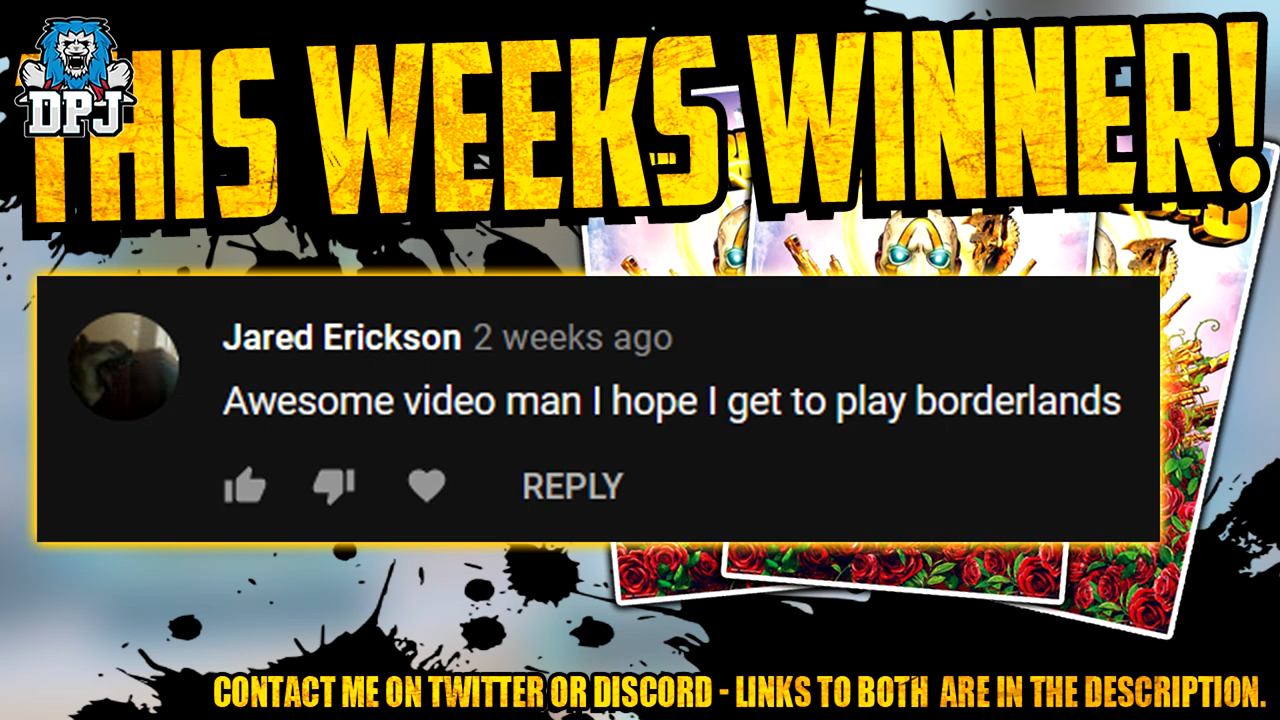 THIS WEEKS WINNER!
DPJ
Jared Erickson 2 weeks ago
Awesome video man I hope I get to play borderlands
REPLY
CONTACT ME ON TWITTER OR DISCORD - LINKS TO BOTH ARE IN THE DESCRIPTION.